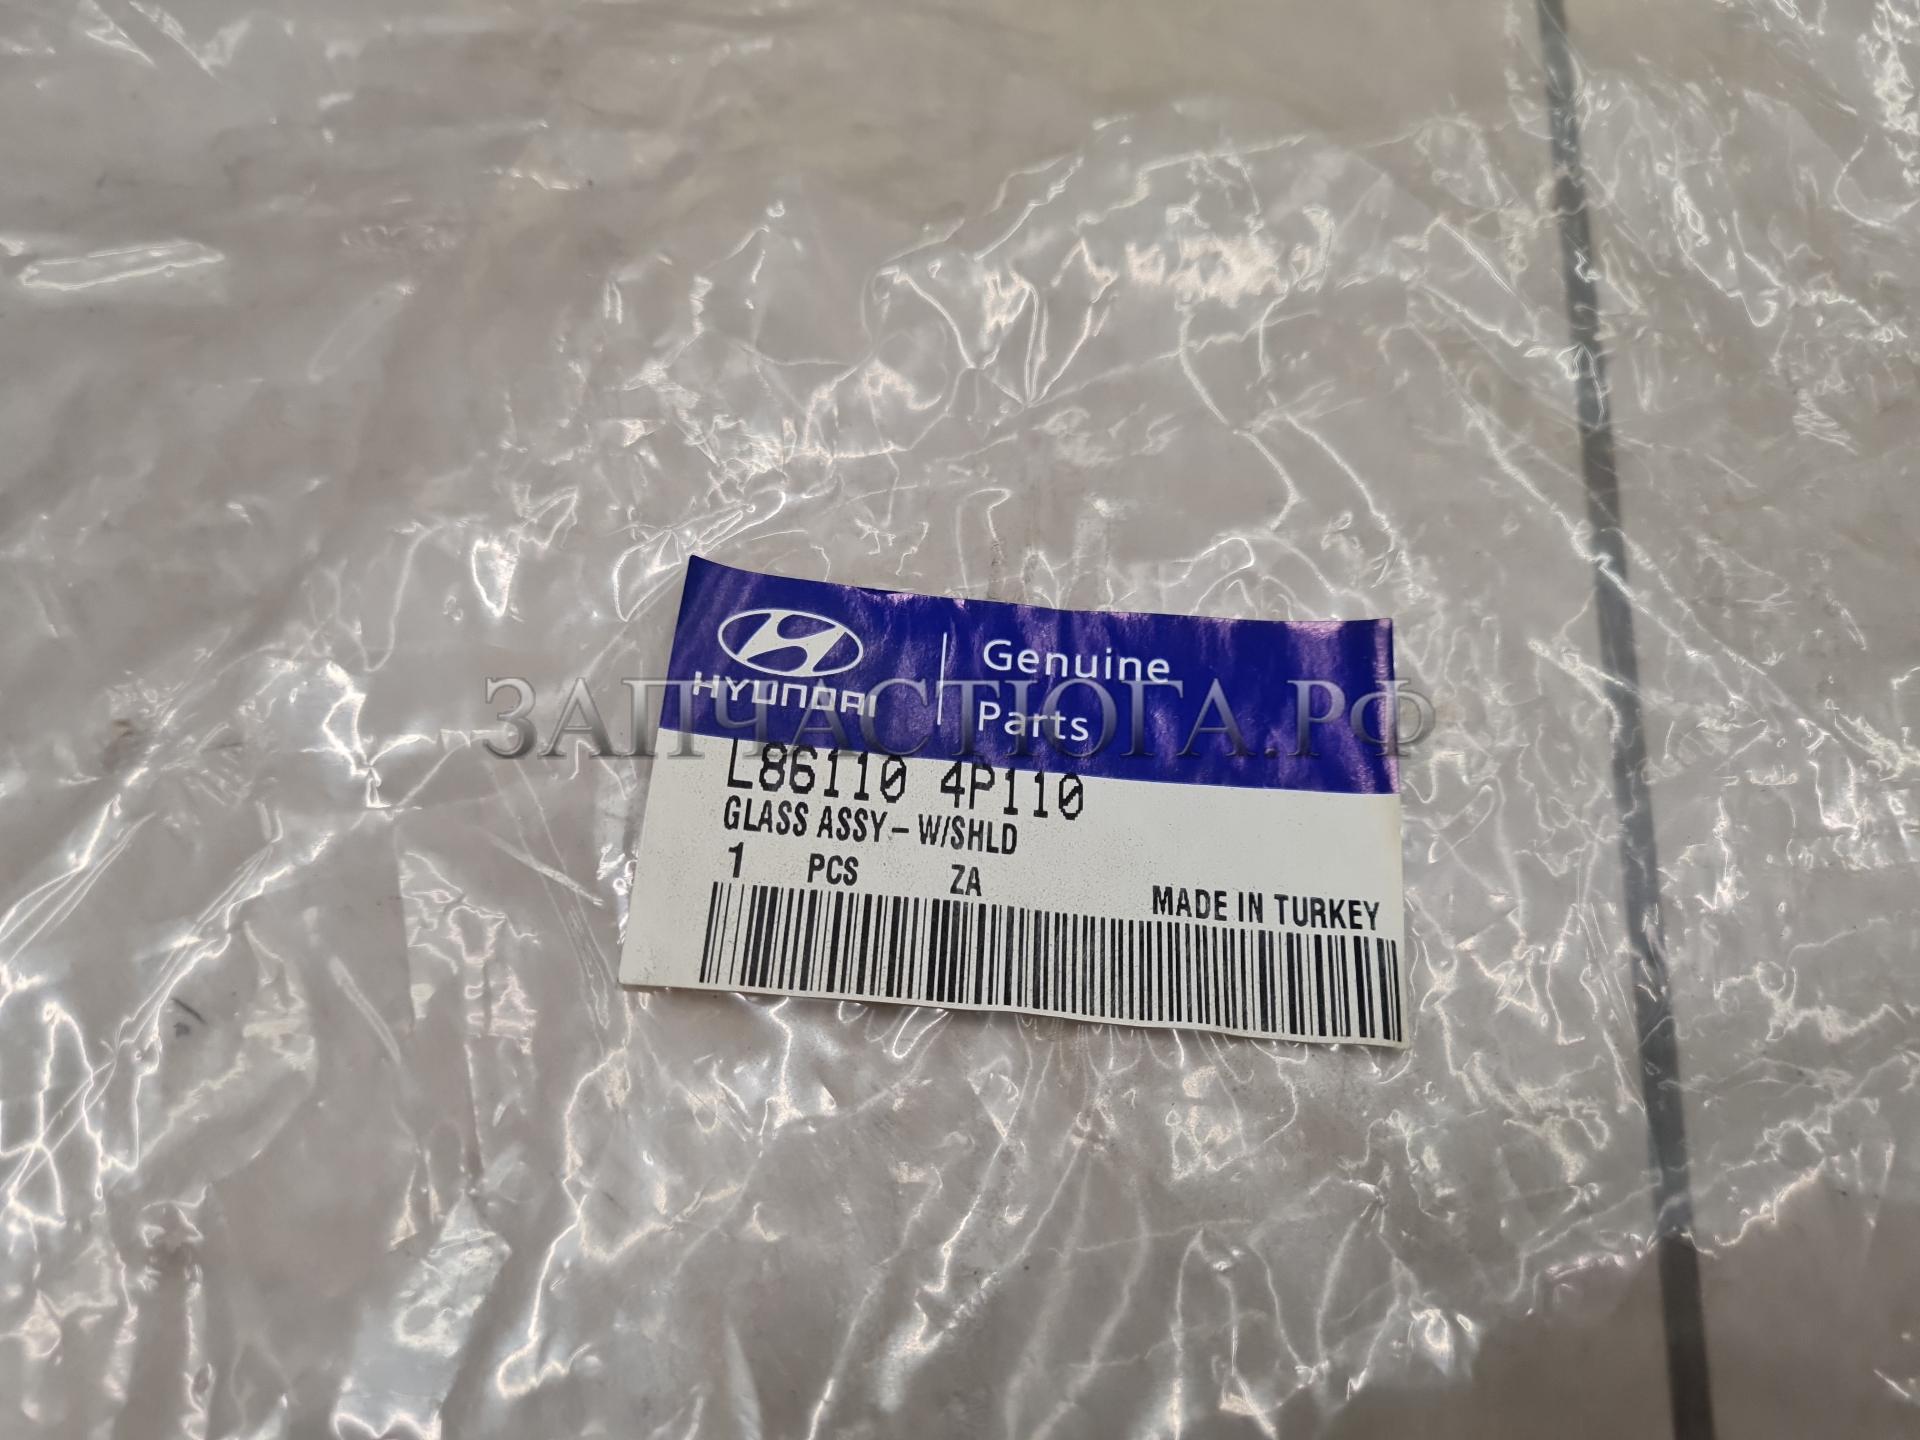 HYUNDAI
Genuine
Parts
ЗАПЧАСТЮГА.РФ
L86110 4P110
GLASS ASSY - W/SHLD
1 PCS ZA
MADE IN TURKEY